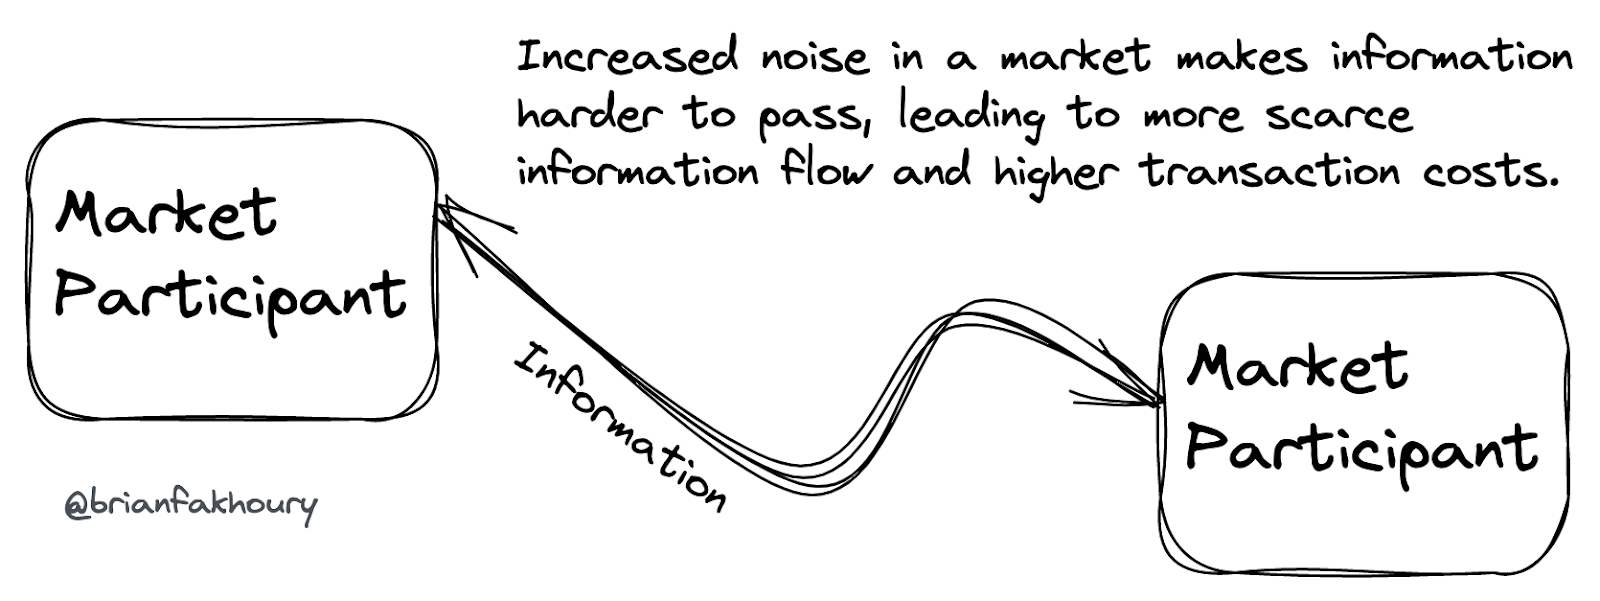 Increased noise in a market makes information
harder to pass, leading to more scarce
information flow and higher transaction costs.
Market
Participant
Information
Market
Participant
@brianfakhoury